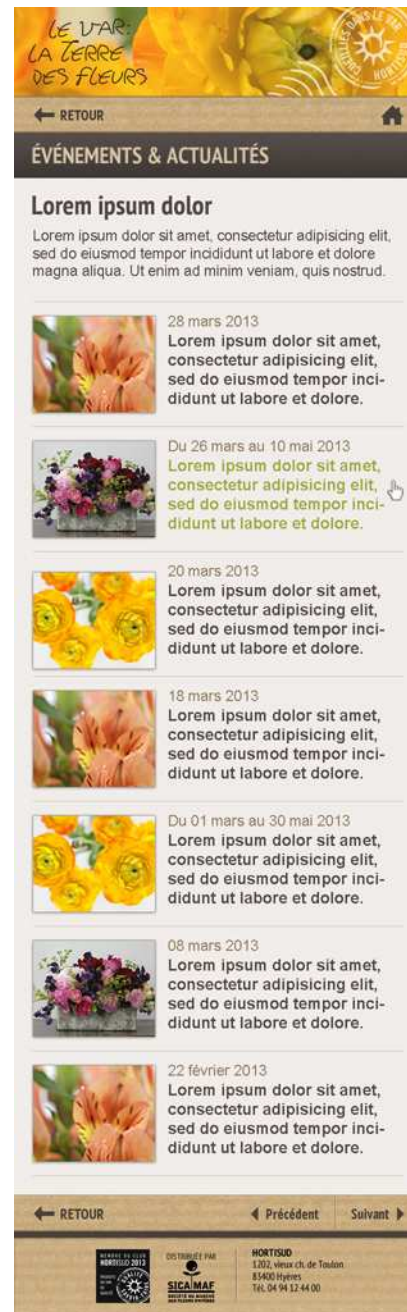 LE VAR:
LA TERRE
DES FLEURS
CUEILLES DANS LE VAR
RETOUR
ÉVÉNEMENTS & ACTUALITÉS
Lorem ipsum dolor
Lorem ipsum dolor sit amet, consectetur adipisicing elit,
sed do eiusmod tempor incididunt ut labore et dolore
magna aliqua. Ut enim ad minim veniam, quis nostrud.
28 mars 2013
Lorem ipsum dolor sit amet,
consectetur adipisicing elit,
sed do eiusmod tempor inci-
didunt ut labore et dolore.
Du 26 mars au 10 mai 2013
Lorem ipsum dolor sit amet,
consectetur adipisicing elit,
sed do eiusmod tempor inci-
didunt ut labore et dolore.
20 mars 2013
Lorem ipsum dolor sit amet,
consectetur adipisicing elit,
sed do eiusmod tempor inci-
didunt ut labore et dolore.
18 mars 2013
Lorem ipsum dolor sit amet,
consectetur adipisicing elit,
sed do eiusmod tempor inci-
didunt ut labore et dolore.
Du 01 mars au 30 mai 2013
Lorem ipsum dolor sit amet,
consectetur adipisicing elit,
sed do eiusmod tempor inci-
didunt ut labore et dolore.
08 mars 2013
Lorem ipsum dolor sit amet,
consectetur adipisicing elit,
sed do eiusmod tempor inci-
didunt ut labore et dolore.
22 février 2013
Lorem ipsum dolor sit amet,
consectetur adipisicing elit,
sed do eiusmod tempor inci-
didunt ut labore et dolore.
RETOUR
Précédent
Suivant
MEMBRE DU CLUB
HORTISUD 2013
DISTRIBUÉE PAR
SICA MAF
HORTISUD
1202, vieux ch. de Toulon
83400 Hyères
Tél. 04 94 12 44 00